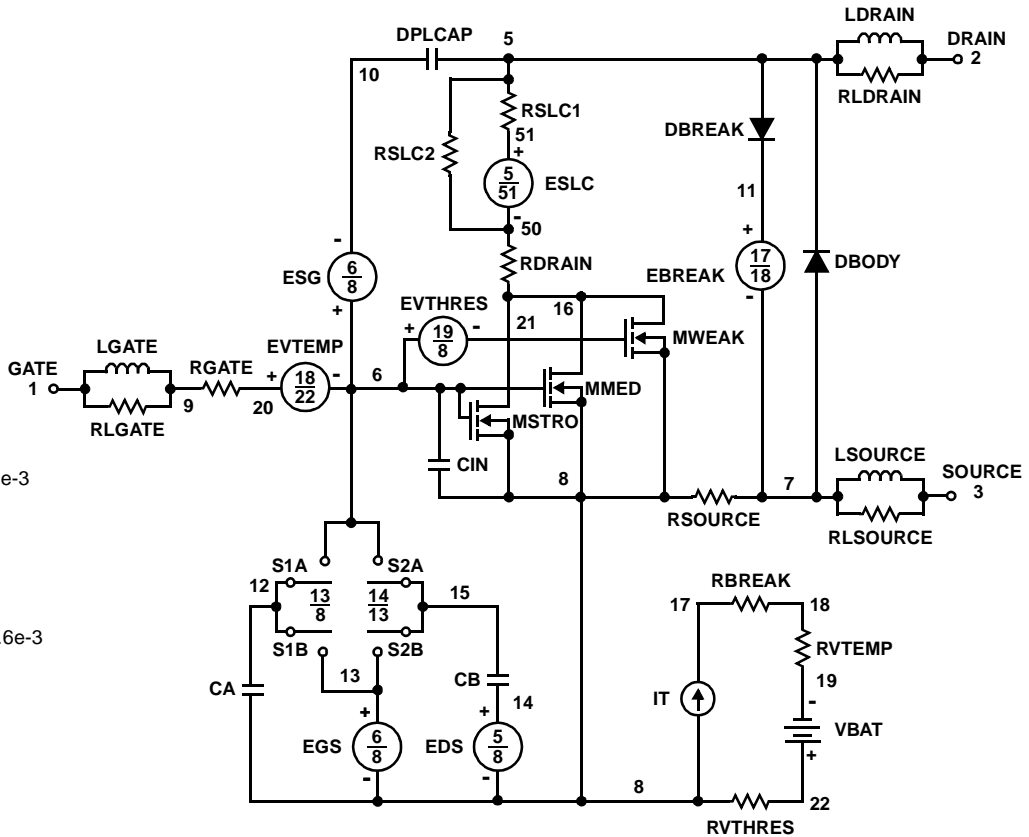 LDRAIN
DPLCAP
5
DRAIN
2
10
RLDRAIN
RSLC1
DBREAK
51
RSLC2
+
5
51
ESLC
11
-
50
-
+
17
18
RDRAIN
EBREAK
DBODY
6
8
ESG
EVTHRES
16
-
+
+
19
8
-
21
MWEAK
LGATE
EVTEMP
GATE
1
RGATE
+
18
22
-
6
MMED
9
20
MSTRO
RLGATE
LSOURCE
CIN
8
7
SOURCE
3
e-3
RSOURCE
RLSOURCE
S1A
S2A
12
13
8
14
13
15
RBREAK
17
18
.6e-3
S1B
S2B
RVTEMP
13
CB
19
CA
14
IT
-
+
+
VBAT
EGS
6
8
EDS
5
8
+
-
-
8
22
RVTHRES